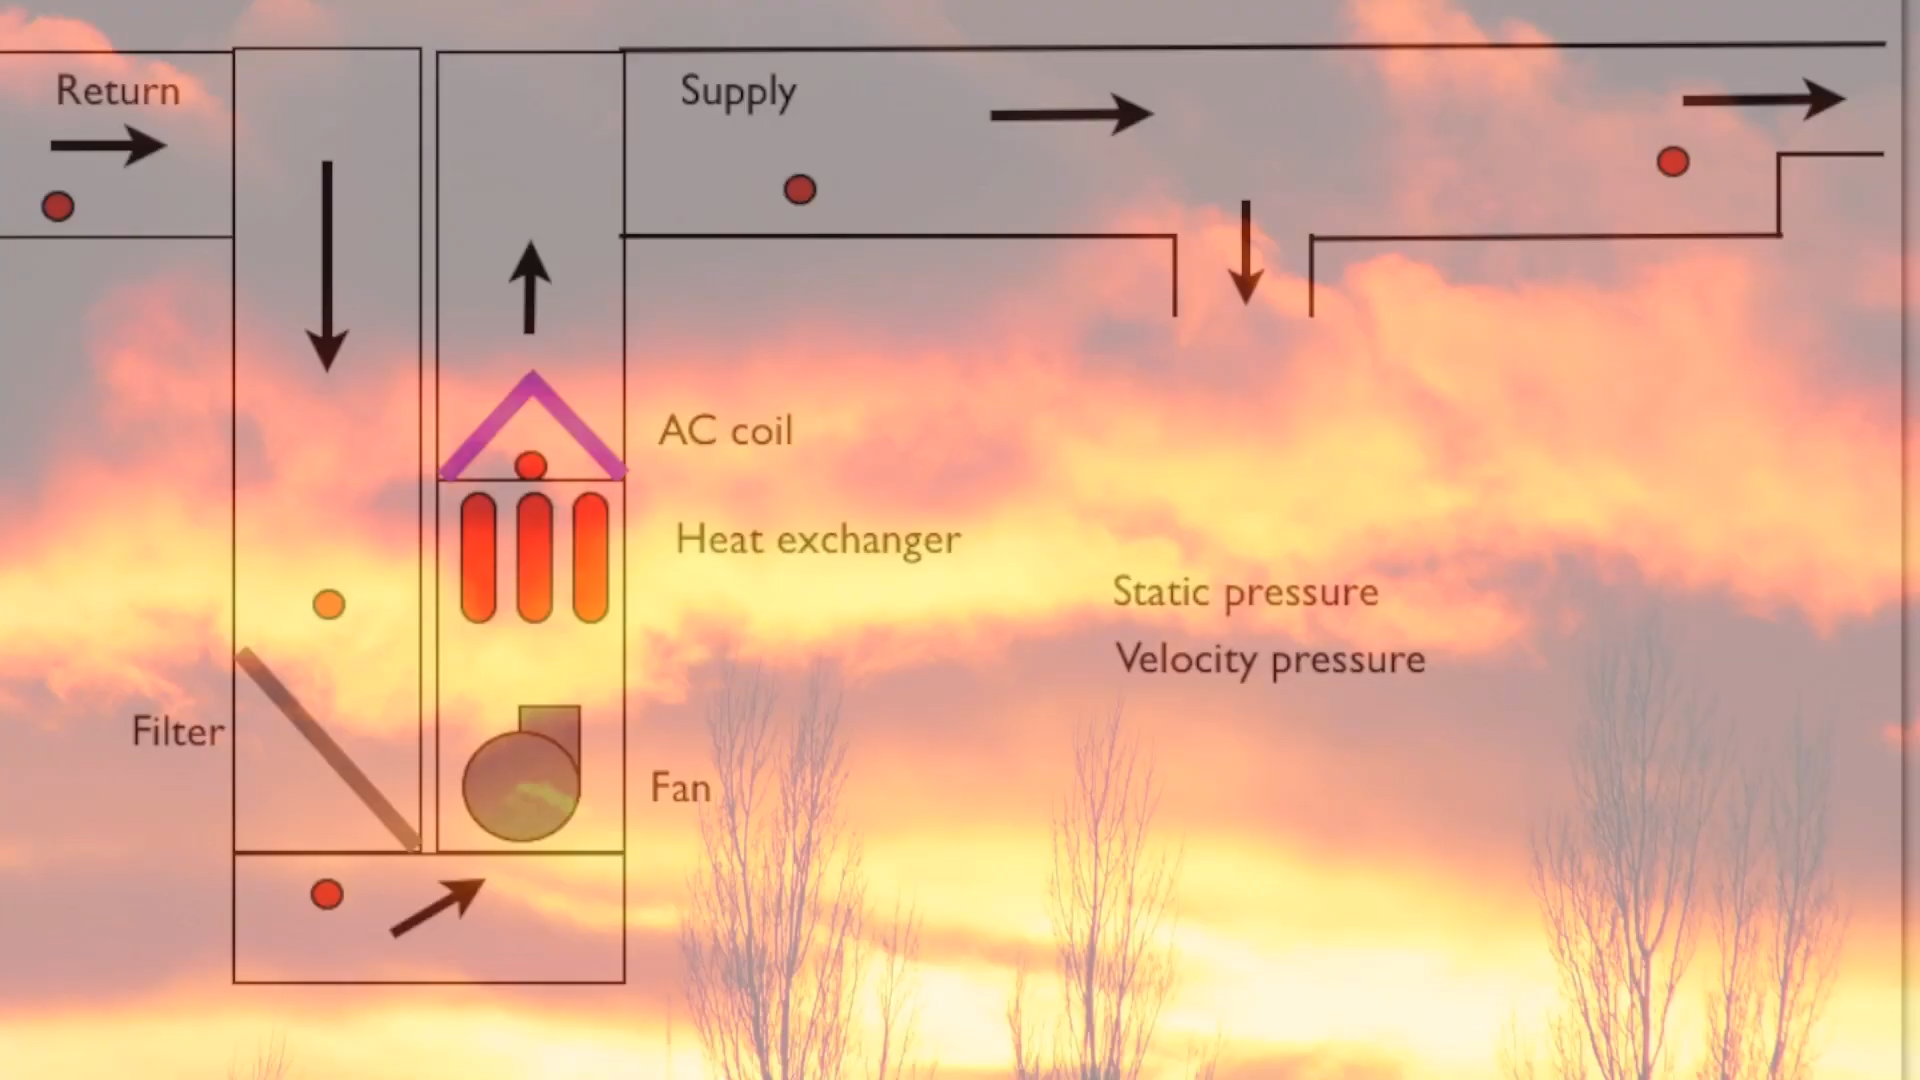 Return
Supply
AC coil
Heat exchanger
Static pressure
Velocity pressure
Filter
Fan